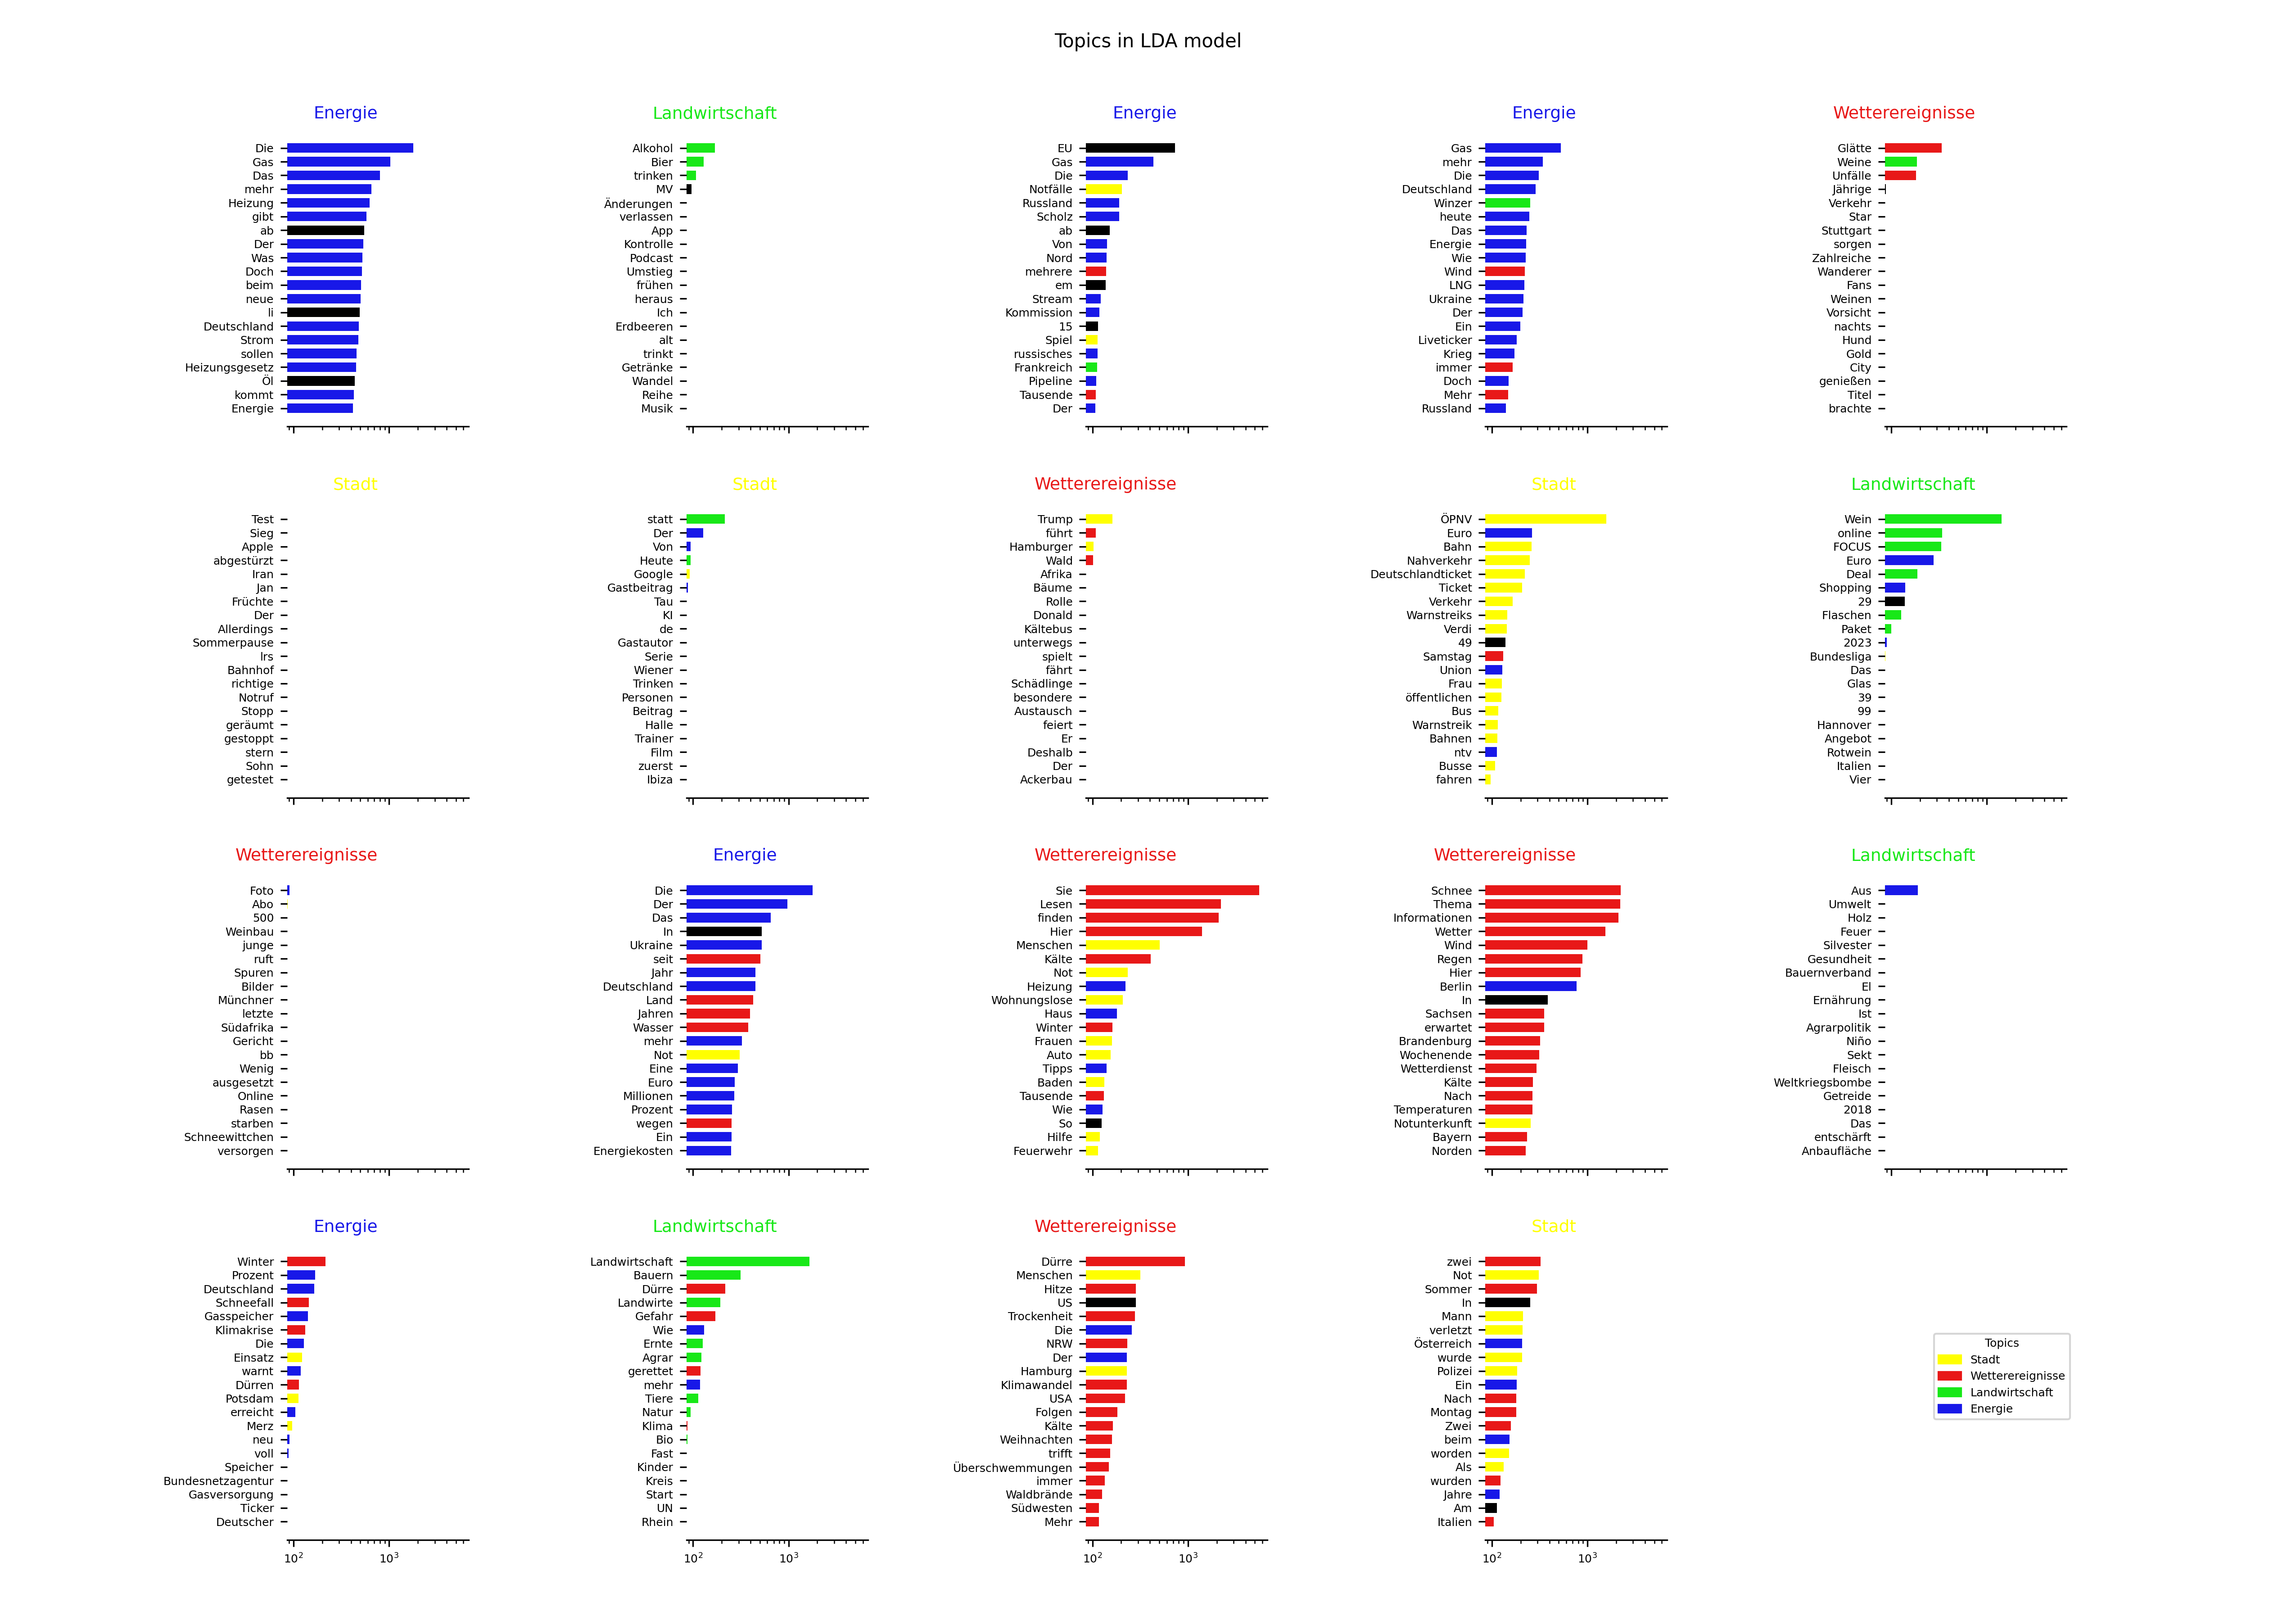 Topics in LDA model
Energie
Die
Gas
Das
mehr
Heizung
gibt
ab
Der
Was
Doch
beim
neue
li
Deutschland
Strom
sollen
Heizungsgesetz
Öl
kommt
Energie
Landwirtschaft
Alkohol
Bier
trinken
MV
Änderungen
verlassen
App
Kontrolle
Podcast
Umstieg
frühen
heraus
Ich
Erdbeeren
alt
trinkt
Getränke
Wandel
Reihe
Musik
Energie
EU
Gas
Die
Notfälle
Russland
Scholz
ab
Von
Nord
mehrere
em
Stream
Kommission
15
Spiel
russisches
Frankreich
Pipeline
Tausende
Der
Energie
Gas
mehr
Die
Deutschland
Winzer
heute
Das
Energie
Wie
Wind
LNG
Ukraine
Der
Ein
Liveticker
Krieg
immer
Doch
Mehr
Russland
Wetterereignisse
Glätte
Weine
Unfälle
Jährige
Verkehr
Star
Stuttgart
sorgen
Zahlreiche
Wanderer
Fans
Weinen
Vorsicht
nachts
Hund
Gold
City
genießen
Titel
brachte
Stadt
Test
Sieg
Apple
abgestürzt
Iran
Jan
Früchte
Der
Allerdings
Sommerpause
lrs
Bahnhof
richtige
Notruf
Stopp
geräumt
gestoppt
stern
Sohn
getestet
Stadt
statt
Der
Von
Heute
Google
Gastbeitrag
Tau
KI
de
Gastautor
Serie
Wiener
Trinken
Personen
Beitrag
Halle
Trainer
Film
zuerst
Ibiza
Wetterereignisse
Trump
führt
Hamburger
Wald
Afrika
Bäume
Rolle
Donald
Kältebus
unterwegs
spielt
fährt
Schädlinge
besondere
Austausch
feiert
Er
Deshalb
Der
Ackerbau
Stadt
ÖPNV
Euro
Bahn
Nahverkehr
Deutschlandticket
Ticket
Verkehr
Warnstreiks
Verdi
49
Samstag
Union
Frau
öffentlichen
Bus
Warnstreik
Bahnen
ntv
Busse
fahren
Landwirtschaft
Wein
online
FOCUS
Euro
Deal
Shopping
29
Flaschen
Paket
2023
Bundesliga
Das
Glas
39
99
Hannover
Angebot
Rotwein
Italien
Vier
Wetterereignisse
Foto
Abo
500
Weinbau
junge
ruft
Spuren
Bilder
Münchner
letzte
Südafrika
Gericht
bb
Wenig
ausgesetzt
Online
Rasen
starben
Schneewittchen
versorgen
Energie
Die
Der
Das
In
Ukraine
seit
Jahr
Deutschland
Land
Jahren
Wasser
mehr
Not
Eine
Euro
Millionen
Prozent
wegen
Ein
Energiekosten
Wetterereignisse
Sie
Lesen
finden
Hier
Menschen
Kälte
Not
Heizung
Wohnungslose
Haus
Winter
Frauen
Auto
Tipps
Baden
Tausende
Wie
So
Hilfe
Feuerwehr
Wetterereignisse
Schnee
Thema
Informationen
Wetter
Wind
Regen
Hier
Berlin
In
Sachsen
erwartet
Brandenburg
Wochenende
Wetterdienst
Kälte
Nach
Temperaturen
Notunterkunft
Bayern
Norden
Landwirtschaft
Aus
Umwelt
Holz
Feuer
Silvester
Gesundheit
Bauernverband
El
Ernährung
Ist
Agrarpolitik
Niño
Sekt
Fleisch
Weltkriegsbombe
Getreide
2018
Das
entschärft
Anbaufläche
Energie
Winter
Prozent
Deutschland
Schneefall
Gasspeicher
Klimakrise
Die
Einsatz
warnt
Dürren
Potsdam
erreicht
Merz
neu
voll
Speicher
Bundesnetzagentur
Gasversorgung
Ticker
Deutscher
10² 10³
Landwirtschaft
Landwirtschaft
Bauern
Dürre
Landwirte
Gefahr
Wie
Ernte
Agrar
gerettet
mehr
Tiere
Natur
Klima
Bio
Fast
Kinder
Kreis
Start
UN
Rhein
10² 10³
Wetterereignisse
Dürre
Menschen
Hitze
US
Trockenheit
Die
NRW
Der
Hamburg
Klimawandel
USA
Folgen
Kälte
Weihnachten
trifft
Überschwemmungen
immer
Waldbrände
Südwesten
Mehr
10² 10³
Stadt
zwei
Not
Sommer
In
Mann
verletzt
Österreich
wurde
Polizei
Ein
Nach
Montag
Zwei
beim
worden
Als
wurden
Jahre
Am
Italien
10² 10³
Topics
Stadt
Wetterereignisse
Landwirtschaft
Energie